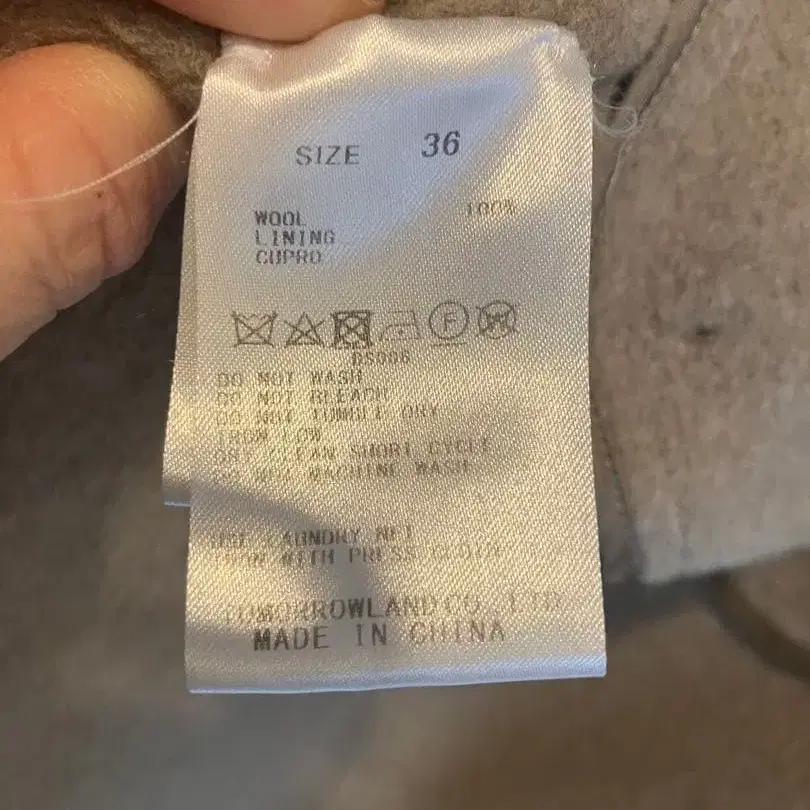 SIZE 36
WOOL 100%
LINING
CUPRO
F
DS006
DO NOT WASH
DO NOT BLEACH
DO NOT TUMBLE DRY
IRON LOW
DRY CLEAN SHORT CYCLE
DO NOT MACHINE WASH
USE LAUNDRY NET
IRON WITH PRESS CLOTH
TOMORROWLAND CO., LTD
MADE IN CHINA